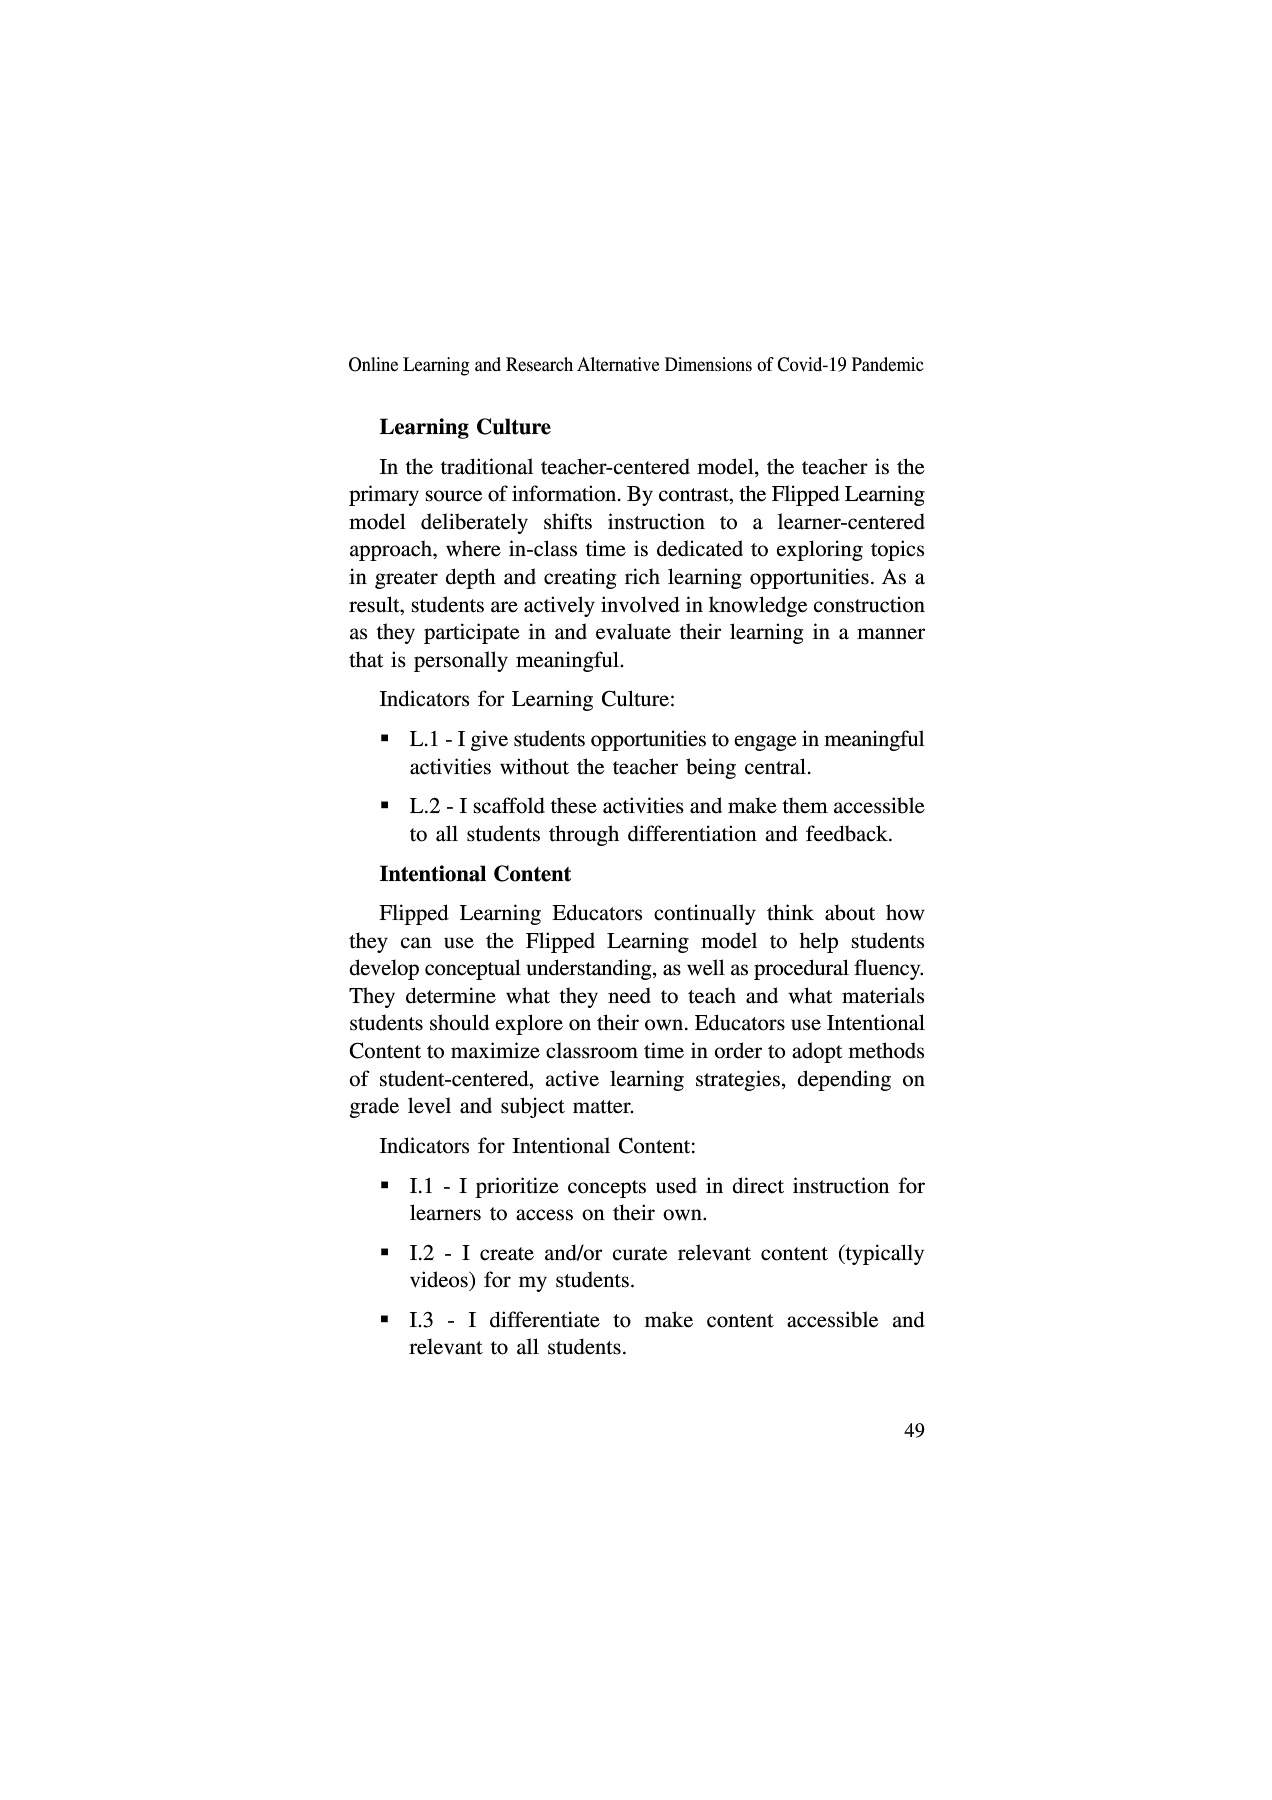 Online Learning and Research Alternative Dimensions of Covid-19 Pandemic
Learning Culture
In the traditional teacher-centered model, the teacher is the
primary source of information. By contrast, the Flipped Learning
model deliberately shifts instruction to a learner-centered
approach, where in-class time is dedicated to exploring topics
in greater depth and creating rich learning opportunities. As a
result, students are actively involved in knowledge construction
as they participate in and evaluate their learning in a manner
that is personally meaningful.
Indicators for Learning Culture:
▪ L.1 - I give students opportunities to engage in meaningful
activities without the teacher being central.
▪ L.2 - I scaffold these activities and make them accessible
to all students through differentiation and feedback.
Intentional Content
Flipped Learning Educators continually think about how
they can use the Flipped Learning model to help students
develop conceptual understanding, as well as procedural fluency.
They determine what they need to teach and what materials
students should explore on their own. Educators use Intentional
Content to maximize classroom time in order to adopt methods
of student-centered, active learning strategies, depending on
grade level and subject matter.
Indicators for Intentional Content:
▪ I.1 - I prioritize concepts used in direct instruction for
learners to access on their own.
▪ I.2 - I create and/or curate relevant content (typically
videos) for my students.
▪ I.3 - I differentiate to make content accessible and
relevant to all students.
49